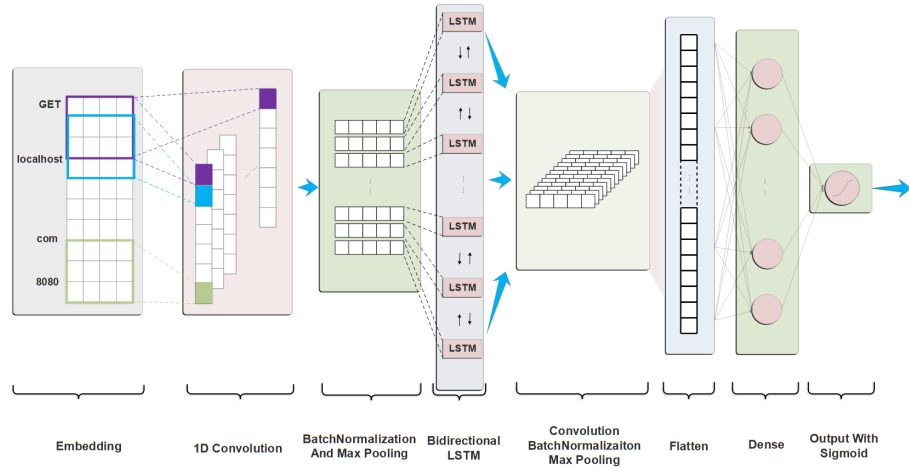 GET
localhost
com
8080
LSTM
LSTM
LSTM
LSTM
LSTM
LSTM
Embedding
1D Convolution
BatchNormalization
And Max Pooling
Bidirectional
LSTM
Convolution
BatchNormalizaiton
Max Pooling
Flatten
Dense
Output With
Sigmoid